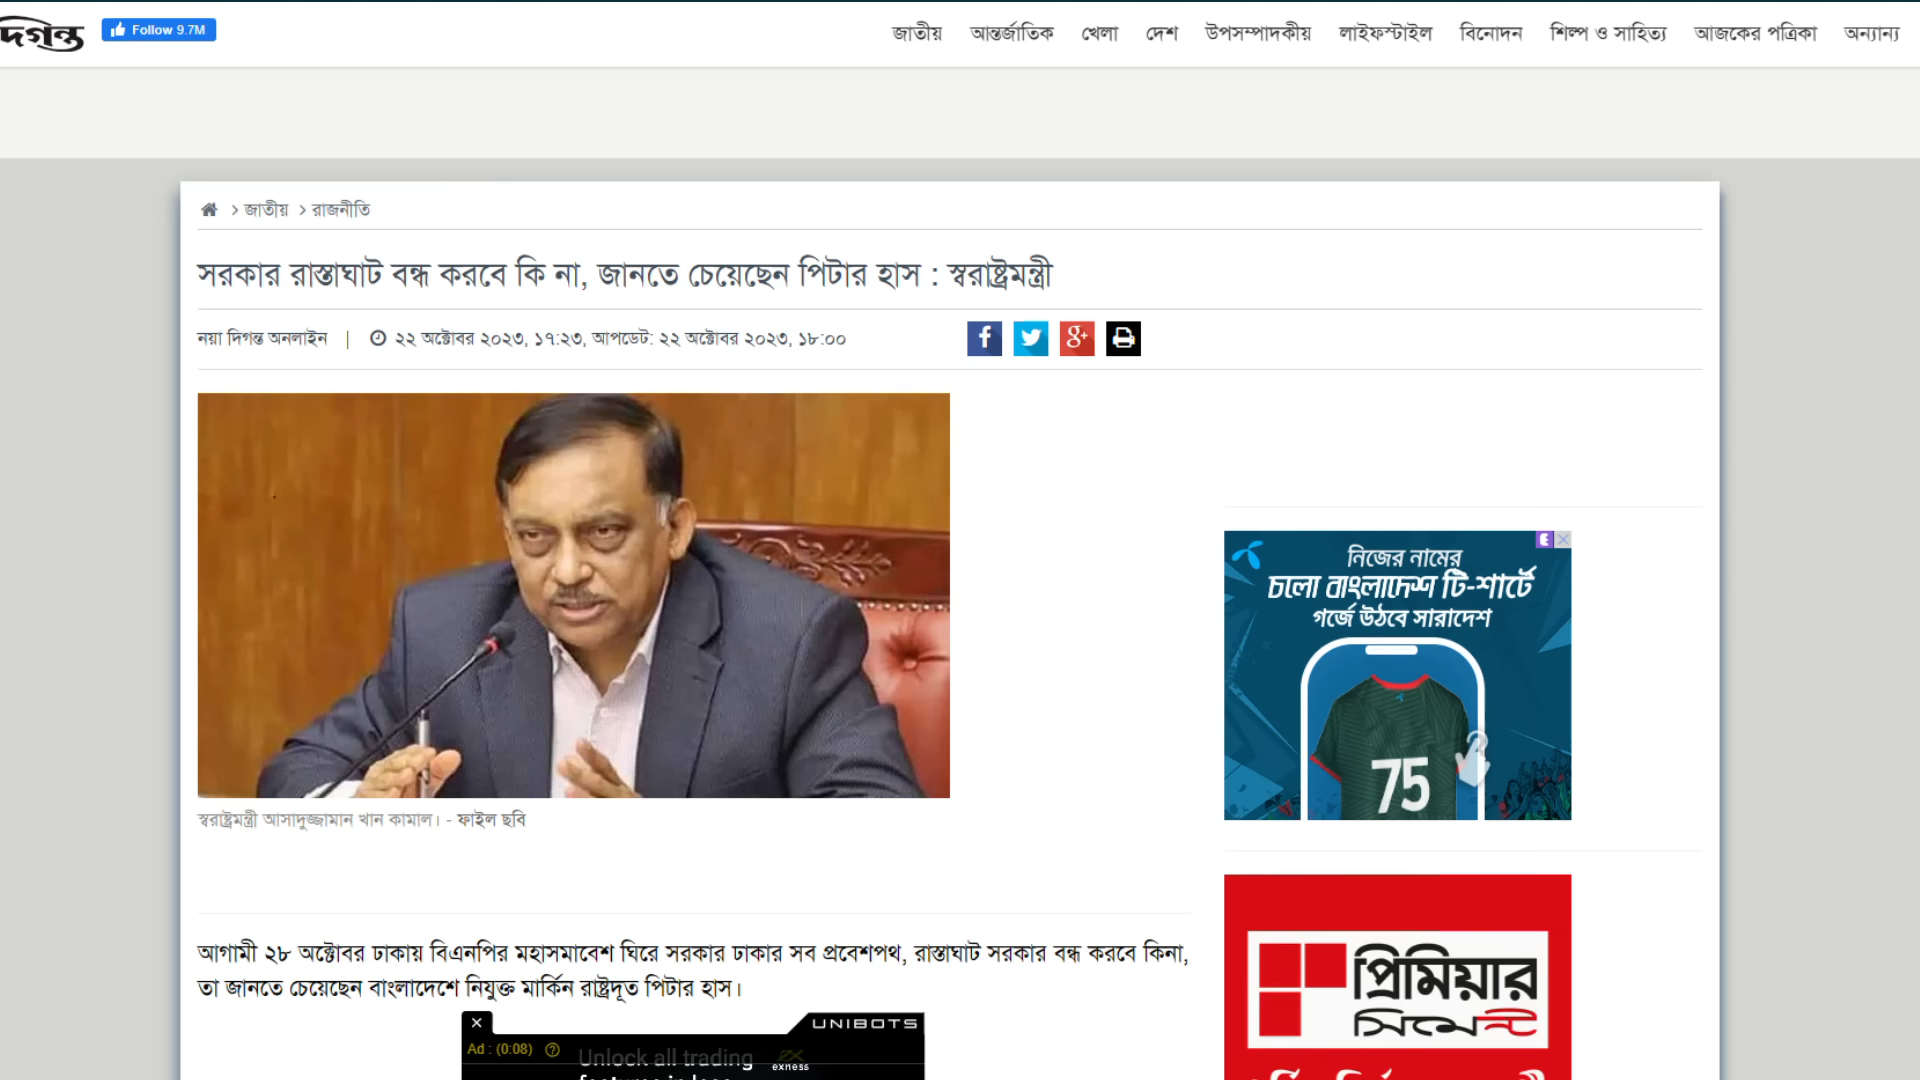 দিগন্ত
Follow 9.7M
জাতীয় আন্তর্জাতিক খেলা দেশ উপসম্পাদকীয় লাইফস্টাইল বিনোদন শিল্প ও সাহিত্য আজকের পত্রিকা অন্যান্য
> জাতীয় > রাজনীতি
সরকার রাস্তাঘাট বন্ধ করবে কি না, জানতে চেয়েছেন পিটার হাস : স্বরাষ্ট্রমন্ত্রী
নয়া দিগন্ত অনলাইন | ২২ অক্টোবর ২০২৩, ১৭:২৩, আপডেট: ২২ অক্টোবর ২০২৩, ১৮:০০
স্বরাষ্ট্রমন্ত্রী আসাদুজ্জামান খান কামাল। - ফাইল ছবি
আগামী ২৮ অক্টোবর ঢাকায় বিএনপির মহাসমাবেশ ঘিরে সরকার ঢাকার সব প্রবেশপথ, রাস্তাঘাট সরকার বন্ধ করবে কিনা,
তা জানতে চেয়েছেন বাংলাদেশে নিযুক্ত মার্কিন রাষ্ট্রদূত পিটার হাস।
UNIBOTS
Ad : (0:08)
Unlock all trading
exness
নিজের নামের
চলো বাংলাদেশ টি-শার্টে
গর্জে উঠবে সারাদেশ
75
প্রিমিয়ার
সিমেন্ট